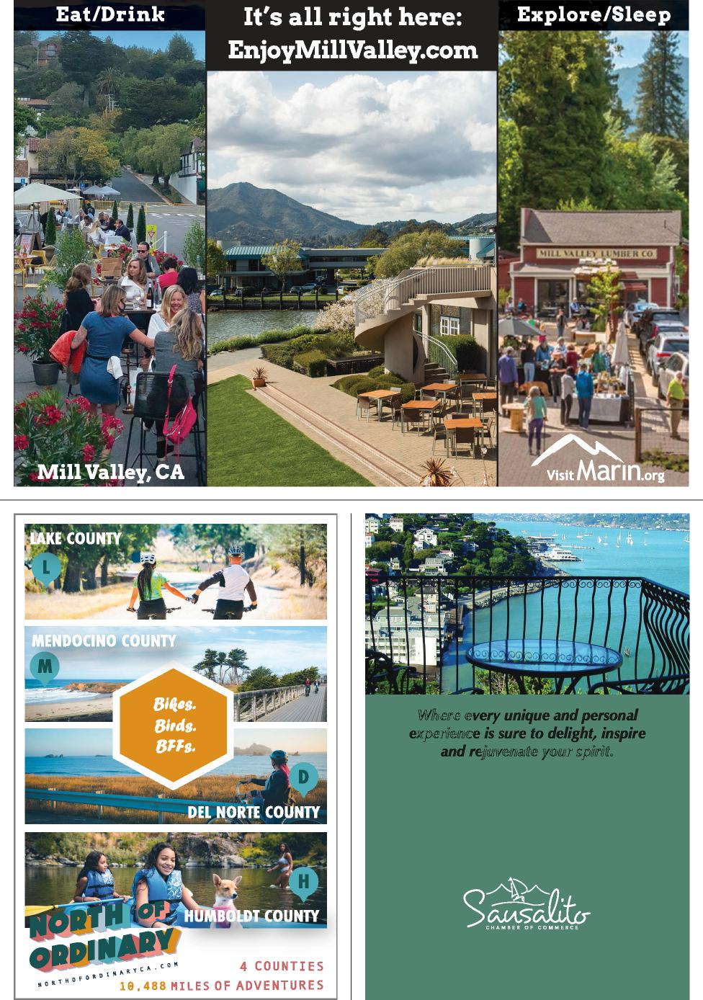 Eat/Drink
It's all right here:
EnjoyMillValley.com
Explore/Sleep
MILL VALLEY LUMBER CO.
Mill Valley, CA
Visit Marin.org
LAKE COUNTY
L
MENDOCINO COUNTY
M
Bikes.
Birds.
BFFs.
D
DEL NORTE COUNTY
H
HUMBOLDT COUNTY
NORTH OF
ORDINARY
NORTHOFORDINARYCA.COM
4 COUNTIES
10,488 MILES OF ADVENTURES
Where every unique and personal
experience is sure to delight, inspire
and rejuvenate your spirit.
Sausalito
CHAMBER OF COMMERCE